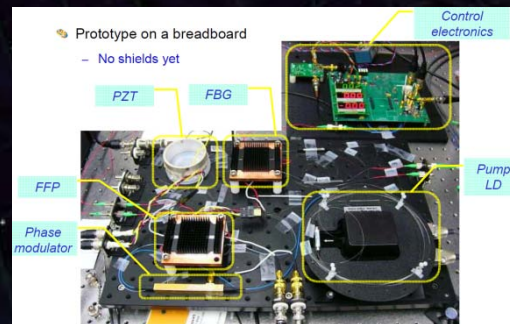 Prototype on a breadboard
– No shields yet
Control
electronics
PZT
FBG
FFP
Phase
modulator
Pump
LD